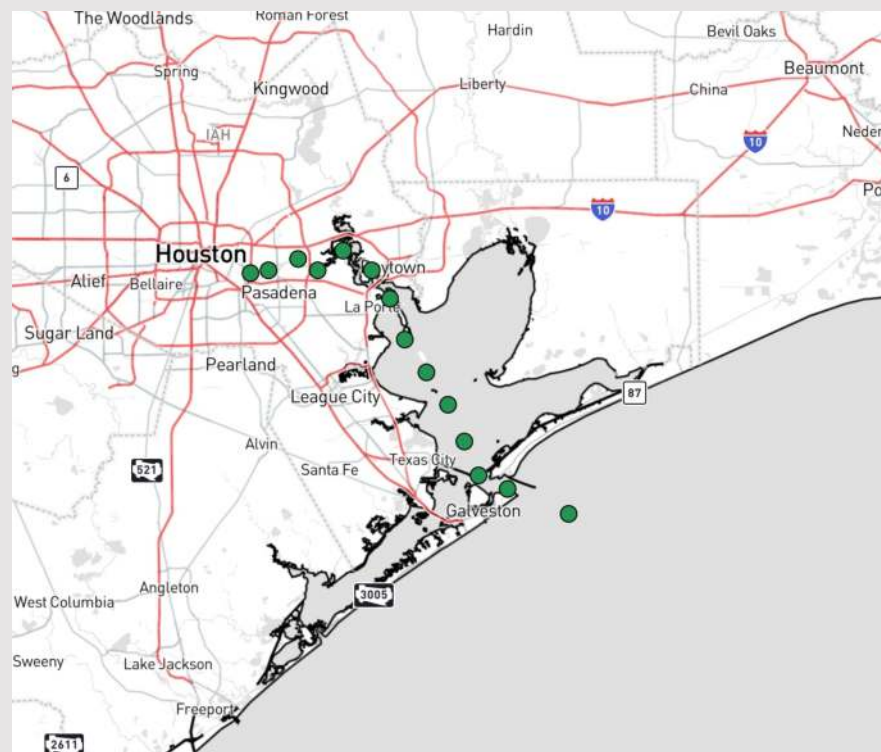 The Woodlands
Roman Forest
Hardin
Bevil Oaks
Spring
Kingwood
Liberty
China
Beaumont
IAH
10
Neder
6
10
Po
Houston
Alief
Bellaire
Pasadena
ytown
La Porte
Sugar Land
Pearland
g
League City
87
Alvin
Texas City
521
Santa Fe
Galveston
Angleton
3005
West Columbia
Sweeny
Lake Jackson
Freeport
2611